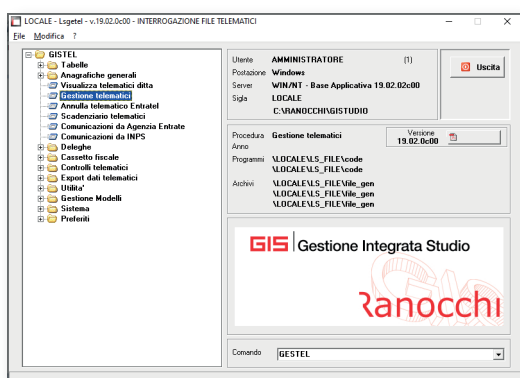 LOCALE - Lsgetel - v.19.02.0c00 - INTERROGAZIONE FILE TELEMATICI
File Modifica ?
GISTEL
Tabelle
Anagrafiche generali
Visualizza telematici ditta
Gestione telematici
Annulla telematico Entratel
Scadenziario telematici
Comunicazioni da Agenzia Entrate
Comunicazioni da INPS
Deleghe
Cassetto fiscale
Controlli telematici
Export dati telematici
Utilita'
Gestione Modelli
Sistema
Preferiti
Utente AMMINISTRATORE (1)
Postazione Windows
Server WIN/NT - Base Applicativa 19.02.02c00
Sigla LOCALE
C:\RANOCCHI\GISTUDIO
Uscita
Procedura Gestione telematici
Anno
Versione
19.02.0c00
Programmi \LOCALE\LS_FILE\code
\LOCALE\LS_FILE\code
Archivi \LOCALE\LS_FILE\file_gen
\LOCALE\LS_FILE\file_gen
\LOCALE\LS_FILE\file_gen
GIS Gestione Integrata Studio
Ranocchi
Comando GESTEL